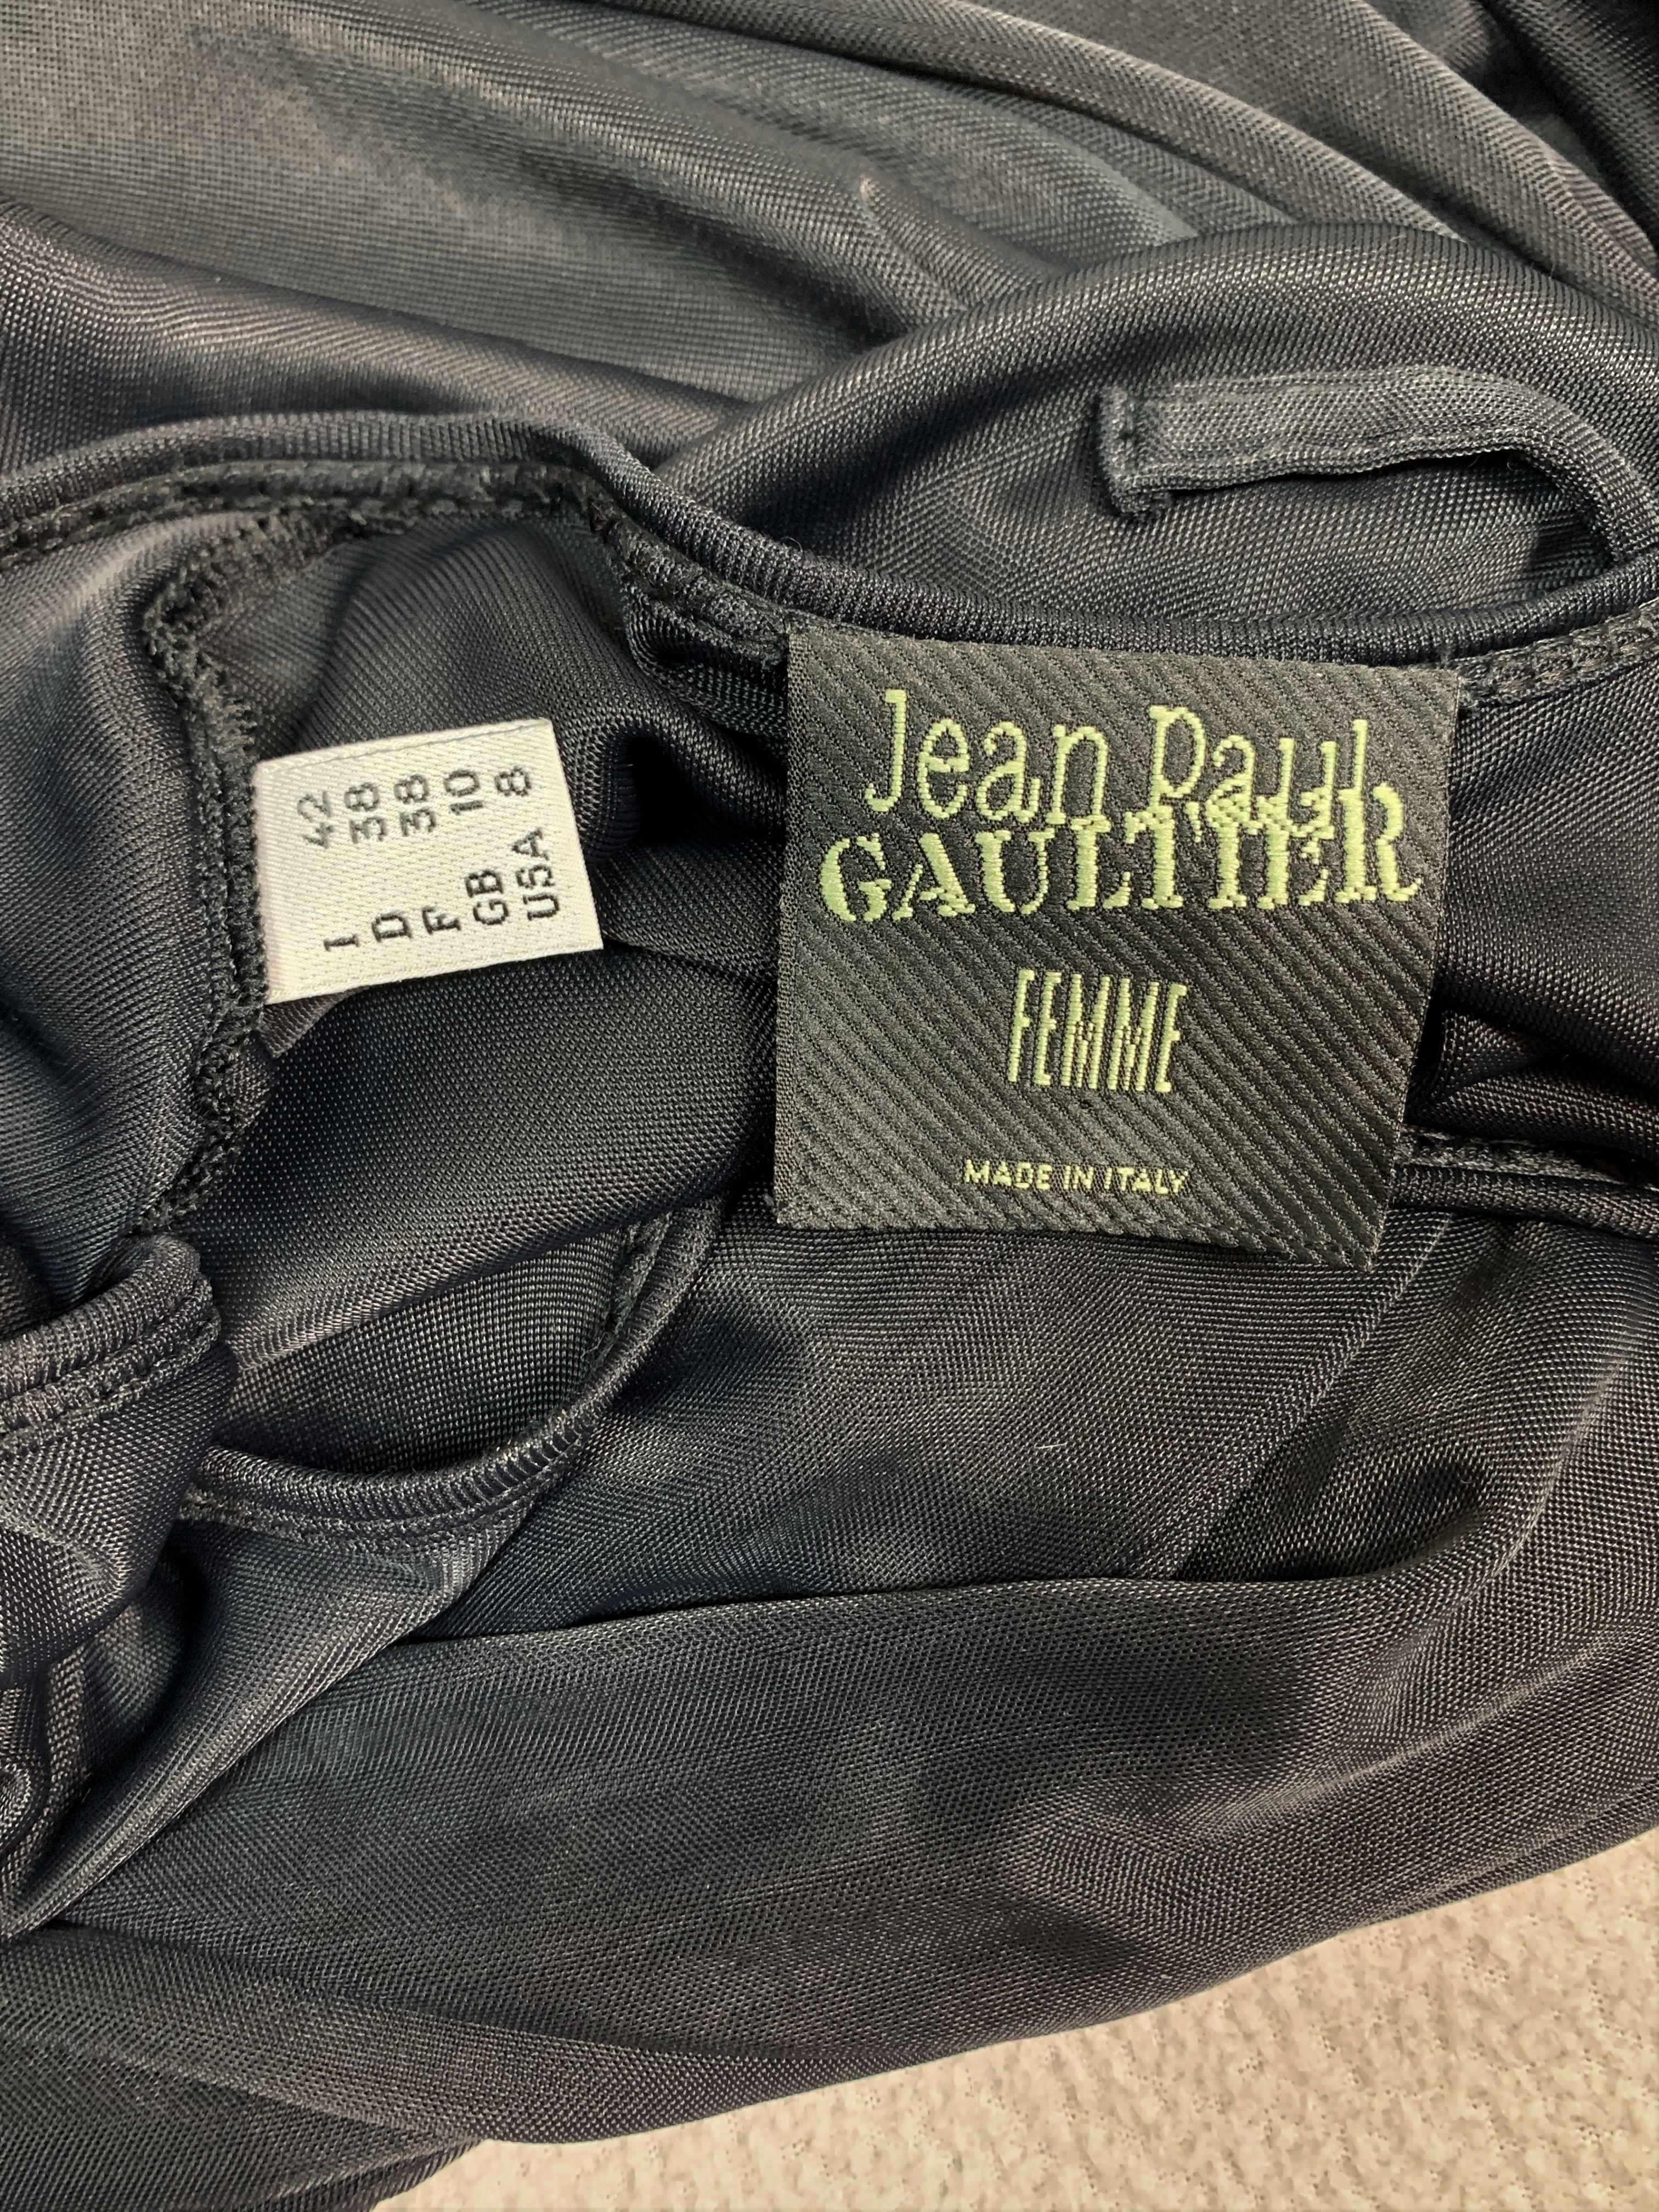 I 42
D 38
F 38
GB 10
USA 8
Jean Paul
GAULTIER
FEMME
MADE IN ITALY